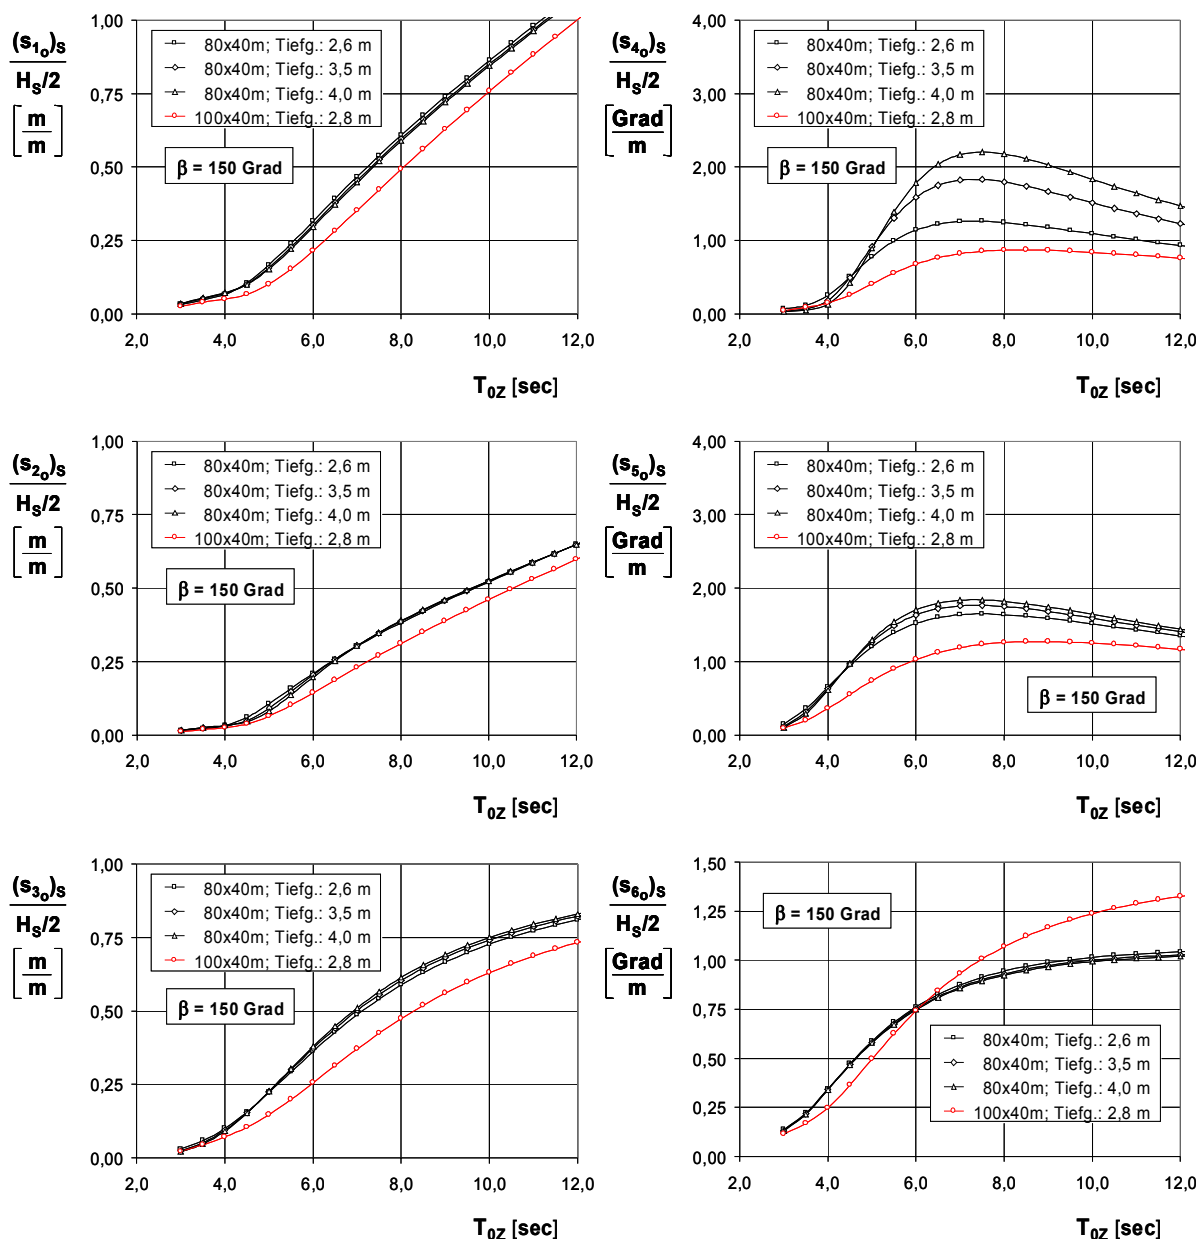 (s1o)S
HS/2
[m
m]
1,00
0,75
0,50
0,25
0,00
80x40m; Tiefg.: 2,6 m
80x40m; Tiefg.: 3,5 m
80x40m; Tiefg.: 4,0 m
100x40m; Tiefg.: 2,8 m
β = 150 Grad
2,0 4,0 6,0 8,0 10,0 12,0
T0Z [sec]
(s4o)S
HS/2
[Grad
m]
4,00
3,00
2,00
1,00
0,00
80x40m; Tiefg.: 2,6 m
80x40m; Tiefg.: 3,5 m
80x40m; Tiefg.: 4,0 m
100x40m; Tiefg.: 2,8 m
β = 150 Grad
2,0 4,0 6,0 8,0 10,0 12,0
T0Z [sec]
(s2o)S
HS/2
[m
m]
1,00
0,75
0,50
0,25
0,00
80x40m; Tiefg.: 2,6 m
80x40m; Tiefg.: 3,5 m
80x40m; Tiefg.: 4,0 m
100x40m; Tiefg.: 2,8 m
β = 150 Grad
2,0 4,0 6,0 8,0 10,0 12,0
T0Z [sec]
(s5o)S
HS/2
[Grad
m]
4,00
3,00
2,00
1,00
0,00
80x40m; Tiefg.: 2,6 m
80x40m; Tiefg.: 3,5 m
80x40m; Tiefg.: 4,0 m
100x40m; Tiefg.: 2,8 m
β = 150 Grad
2,0 4,0 6,0 8,0 10,0 12,0
T0Z [sec]
(s3o)S
HS/2
[m
m]
1,00
0,75
0,50
0,25
0,00
80x40m; Tiefg.: 2,6 m
80x40m; Tiefg.: 3,5 m
80x40m; Tiefg.: 4,0 m
100x40m; Tiefg.: 2,8 m
β = 150 Grad
2,0 4,0 6,0 8,0 10,0 12,0
T0Z [sec]
(s6o)S
HS/2
[Grad
m]
1,50
1,25
1,00
0,75
0,50
0,25
0,00
β = 150 Grad
80x40m; Tiefg.: 2,6 m
80x40m; Tiefg.: 3,5 m
80x40m; Tiefg.: 4,0 m
100x40m; Tiefg.: 2,8 m
2,0 4,0 6,0 8,0 10,0 12,0
T0Z [sec]